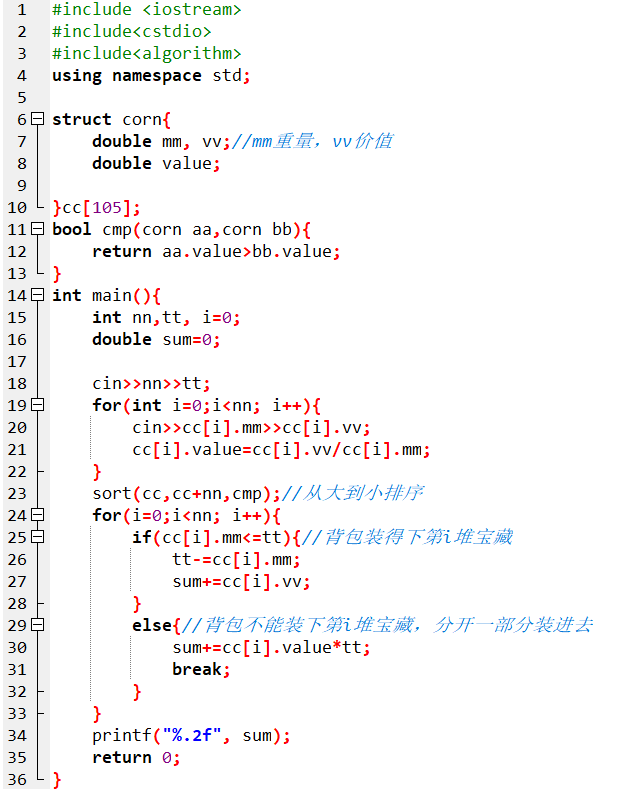 1 #include <iostream>
2 #include<cstdio>
3 #include<algorithm>
4 using namespace std;
5
6 struct corn{
7     double mm, vv;//mm重量，vv价值
8     double value;
9
10 }cc[105];
11 bool cmp(corn aa,corn bb){
12     return aa.value>bb.value;
13 }
14 int main(){
15     int nn,tt, i=0;
16     double sum=0;
17
18     cin>>nn>>tt;
19     for(int i=0;i<nn; i++){
20         cin>>cc[i].mm>>cc[i].vv;
21         cc[i].value=cc[i].vv/cc[i].mm;
22     }
23     sort(cc,cc+nn,cmp);//从大到小排序
24     for(i=0;i<nn; i++){
25         if(cc[i].mm<=tt){//背包装得下第i堆宝藏
26             tt-=cc[i].mm;
27             sum+=cc[i].vv;
28         }
29         else{//背包不能装下第i堆宝藏，分开一部分装进去
30             sum+=cc[i].value*tt;
31             break;
32         }
33     }
34     printf("%.2f", sum);
35     return 0;
36 }